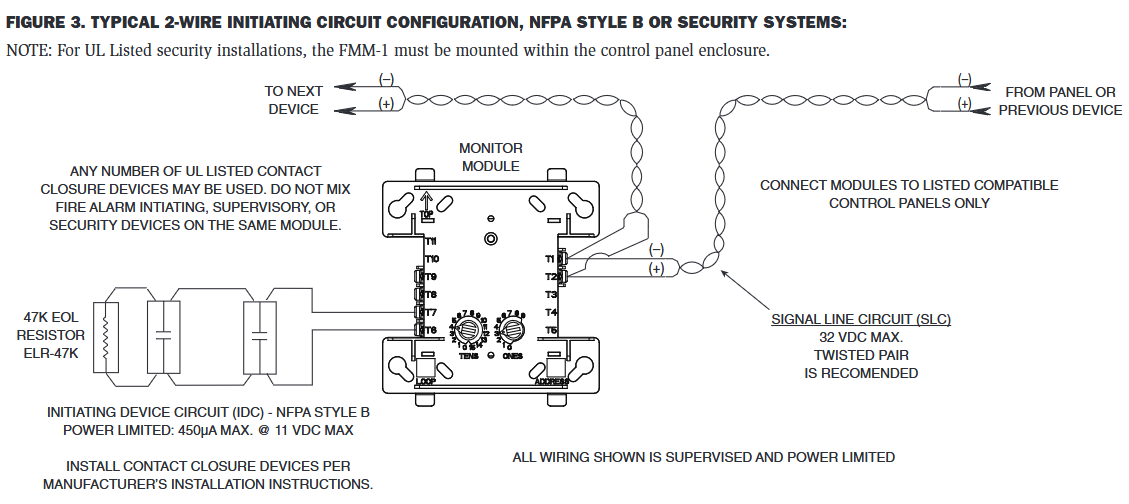 FIGURE 3. TYPICAL 2-WIRE INITIATING CIRCUIT CONFIGURATION, NFPA STYLE B OR SECURITY SYSTEMS:
NOTE: For UL Listed security installations, the FMM-1 must be mounted within the control panel enclosure.
TO NEXT
DEVICE
(–)
(+)
(–)
(+)
FROM PANEL OR
PREVIOUS DEVICE
MONITOR
MODULE
ANY NUMBER OF UL LISTED CONTACT
CLOSURE DEVICES MAY BE USED. DO NOT MIX
FIRE ALARM INTIATING, SUPERVISORY, OR
SECURITY DEVICES ON THE SAME MODULE.
CONNECT MODULES TO LISTED COMPATIBLE
CONTROL PANELS ONLY
TOP
T11
T10
T9
T8
T7
T6
T1
T2
T3
T4
T5
(–)
(+)
TENS
ONES
LOOP
ADDRESS
47K EOL
RESISTOR
ELR-47K
SIGNAL LINE CIRCUIT (SLC)
32 VDC MAX.
TWISTED PAIR
IS RECOMENDED
INITIATING DEVICE CIRCUIT (IDC) - NFPA STYLE B
POWER LIMITED: 450µA MAX. @ 11 VDC MAX
INSTALL CONTACT CLOSURE DEVICES PER
MANUFACTURER'S INSTALLATION INSTRUCTIONS.
ALL WIRING SHOWN IS SUPERVISED AND POWER LIMITED